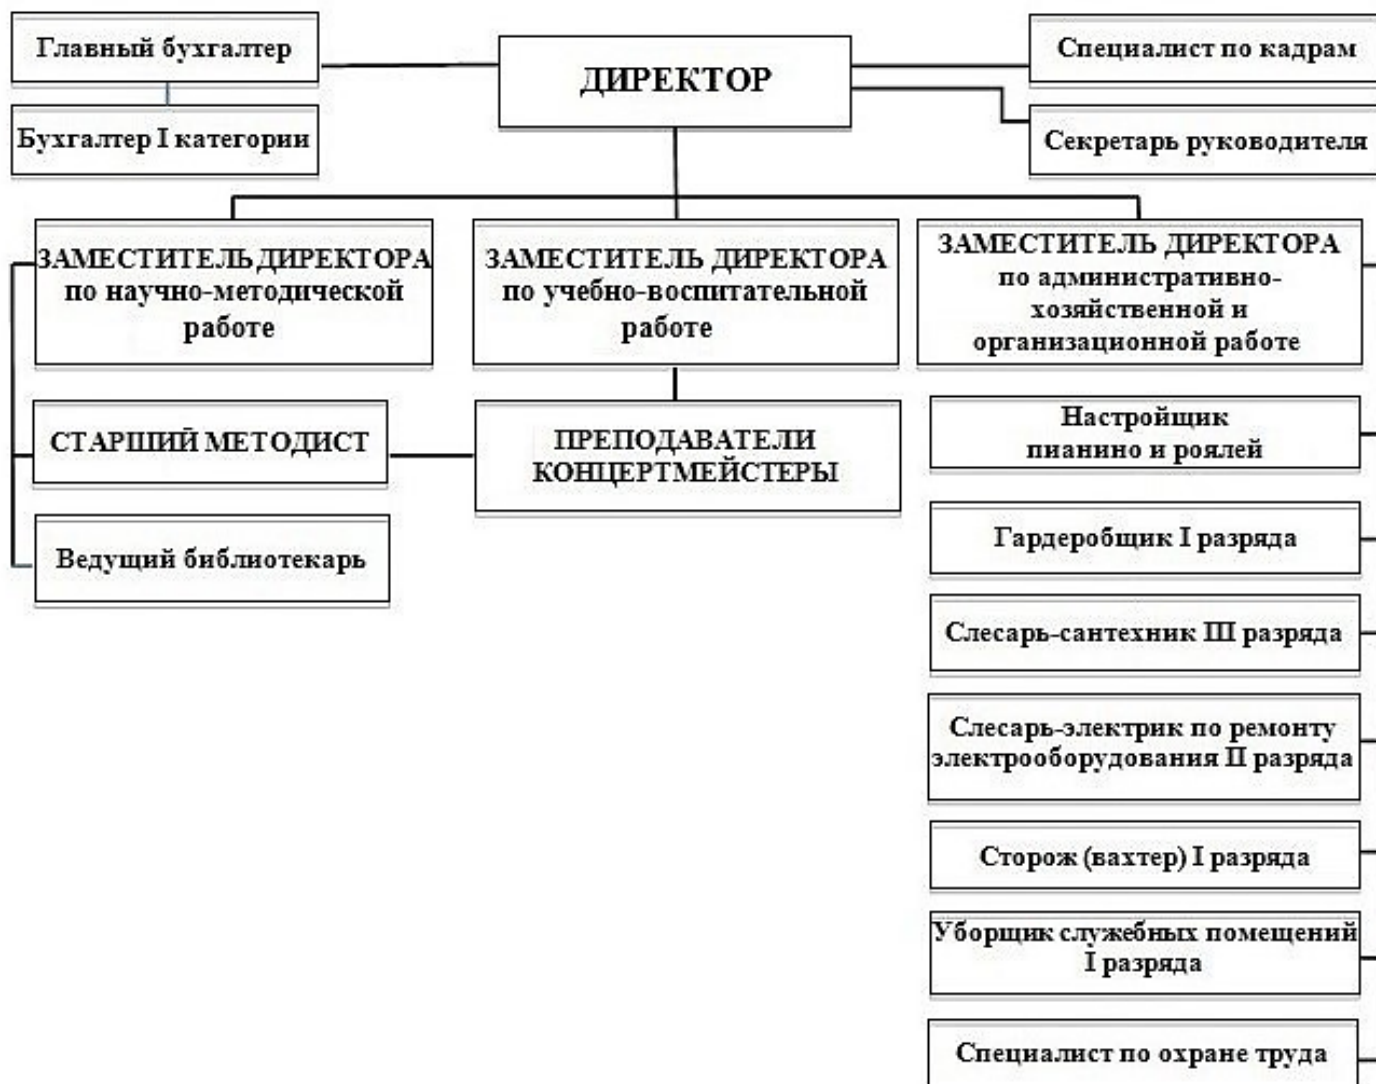 Главный бухгалтер
ДИРЕКТОР
Специалист по кадрам
Бухгалтер I категории
Секретарь руководителя
ЗАМЕСТИТЕЛЬ ДИРЕКТОРА
по научно-методической
работе
ЗАМЕСТИТЕЛЬ ДИРЕКТОРА
по учебно-воспитательной
работе
ЗАМЕСТИТЕЛЬ ДИРЕКТОРА
по административно-
хозяйственной и
организационной работе
СТАРШИЙ МЕТОДИСТ
ПРЕПОДАВАТЕЛИ
КОНЦЕРТМЕЙСТЕРЫ
Ведущий библиотекарь
Настройщик
пианино и роялей
Гардеробщик I разряда
Слесарь-сантехник III разряда
Слесарь-электрик по ремонту
электрооборудования II разряда
Сторож (вахтер) I разряда
Уборщик служебных помещений
I разряда
Специалист по охране труда